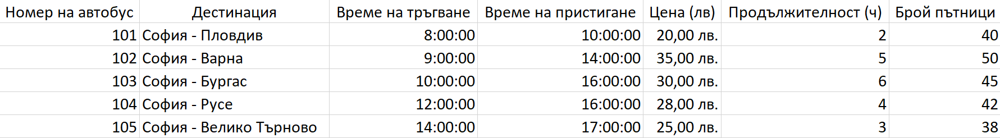 Номер на автобус Дестинация Време на тръгване Време на пристигане Цена (лв) Продължителност (ч) Брой пътници
101 София - Пловдив 8:00:00 10:00:00 20,00 лв. 2 40
102 София - Варна 9:00:00 14:00:00 35,00 лв. 5 50
103 София - Бургас 10:00:00 16:00:00 30,00 лв. 6 45
104 София - Русе 12:00:00 16:00:00 28,00 лв. 4 42
105 София - Велико Търново 14:00:00 17:00:00 25,00 лв. 3 38